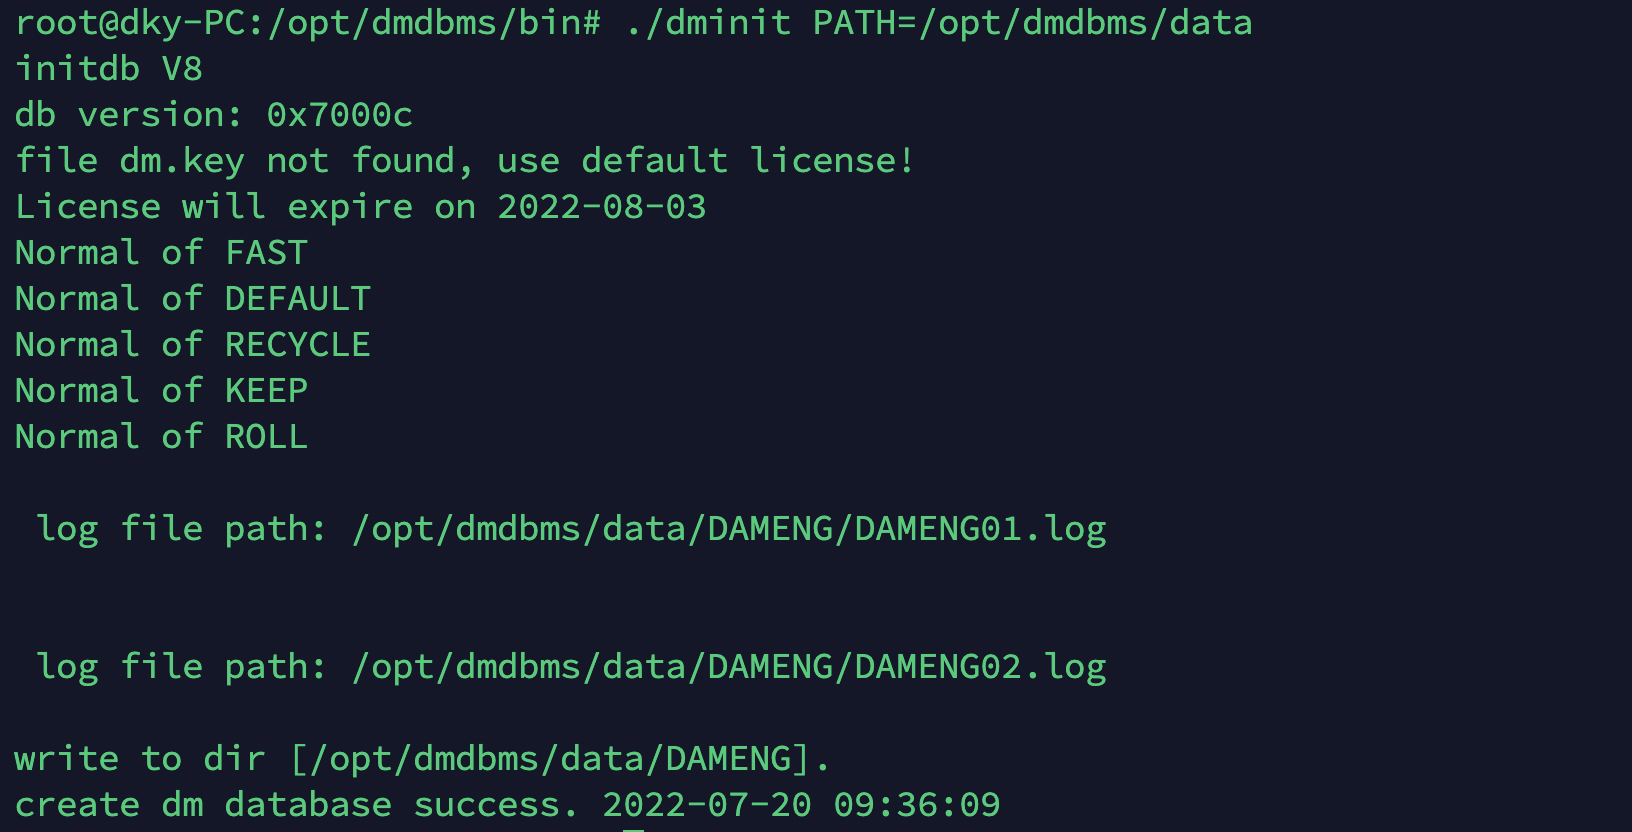 root@dky-PC:/opt/dmdbms/bin# ./dminit PATH=/opt/dmdbms/data
initdb V8
db version: 0x7000c
file dm.key not found, use default license!
License will expire on 2022-08-03
Normal of FAST
Normal of DEFAULT
Normal of RECYCLE
Normal of KEEP
Normal of ROLL
log file path: /opt/dmdbms/data/DAMENG/DAMENG01.log
log file path: /opt/dmdbms/data/DAMENG/DAMENG02.log
write to dir [/opt/dmdbms/data/DAMENG].
create dm database success. 2022-07-20 09:36:09